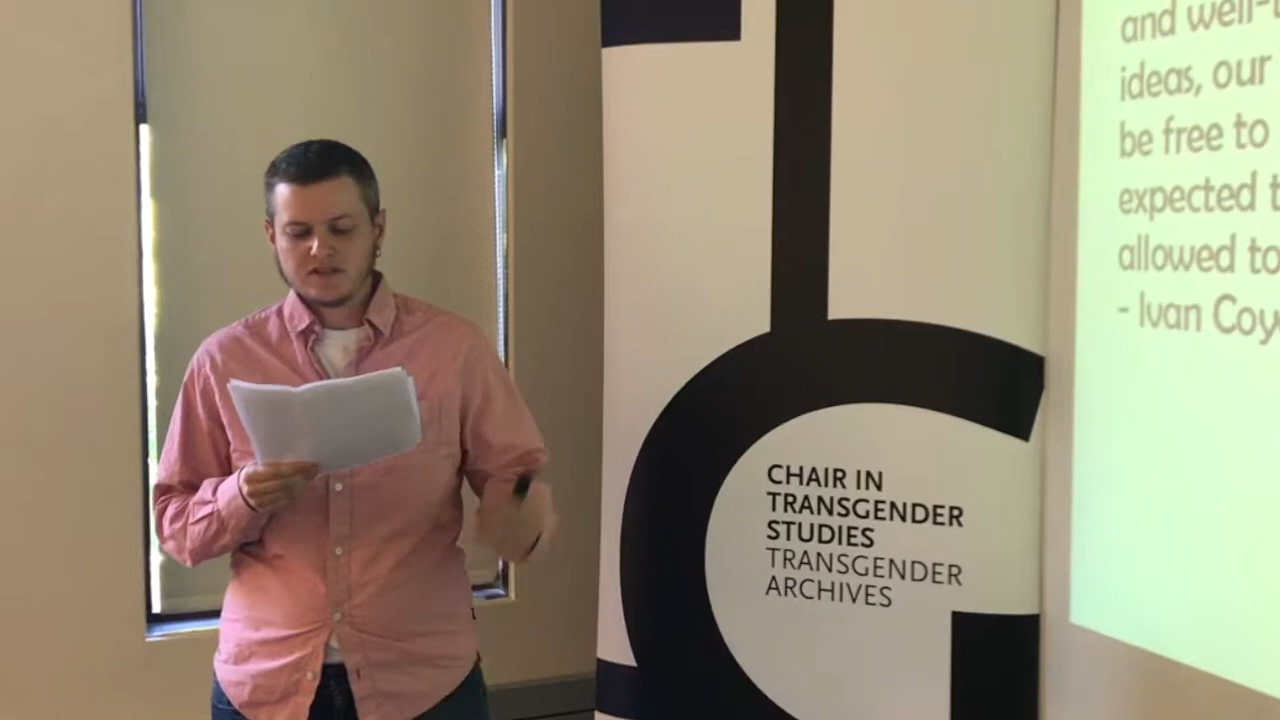 CHAIR IN
TRANSGENDER
STUDIES
TRANSGENDER
ARCHIVES
and well-
ideas, our
be free to
expected
allowed to
- Ivan Coy